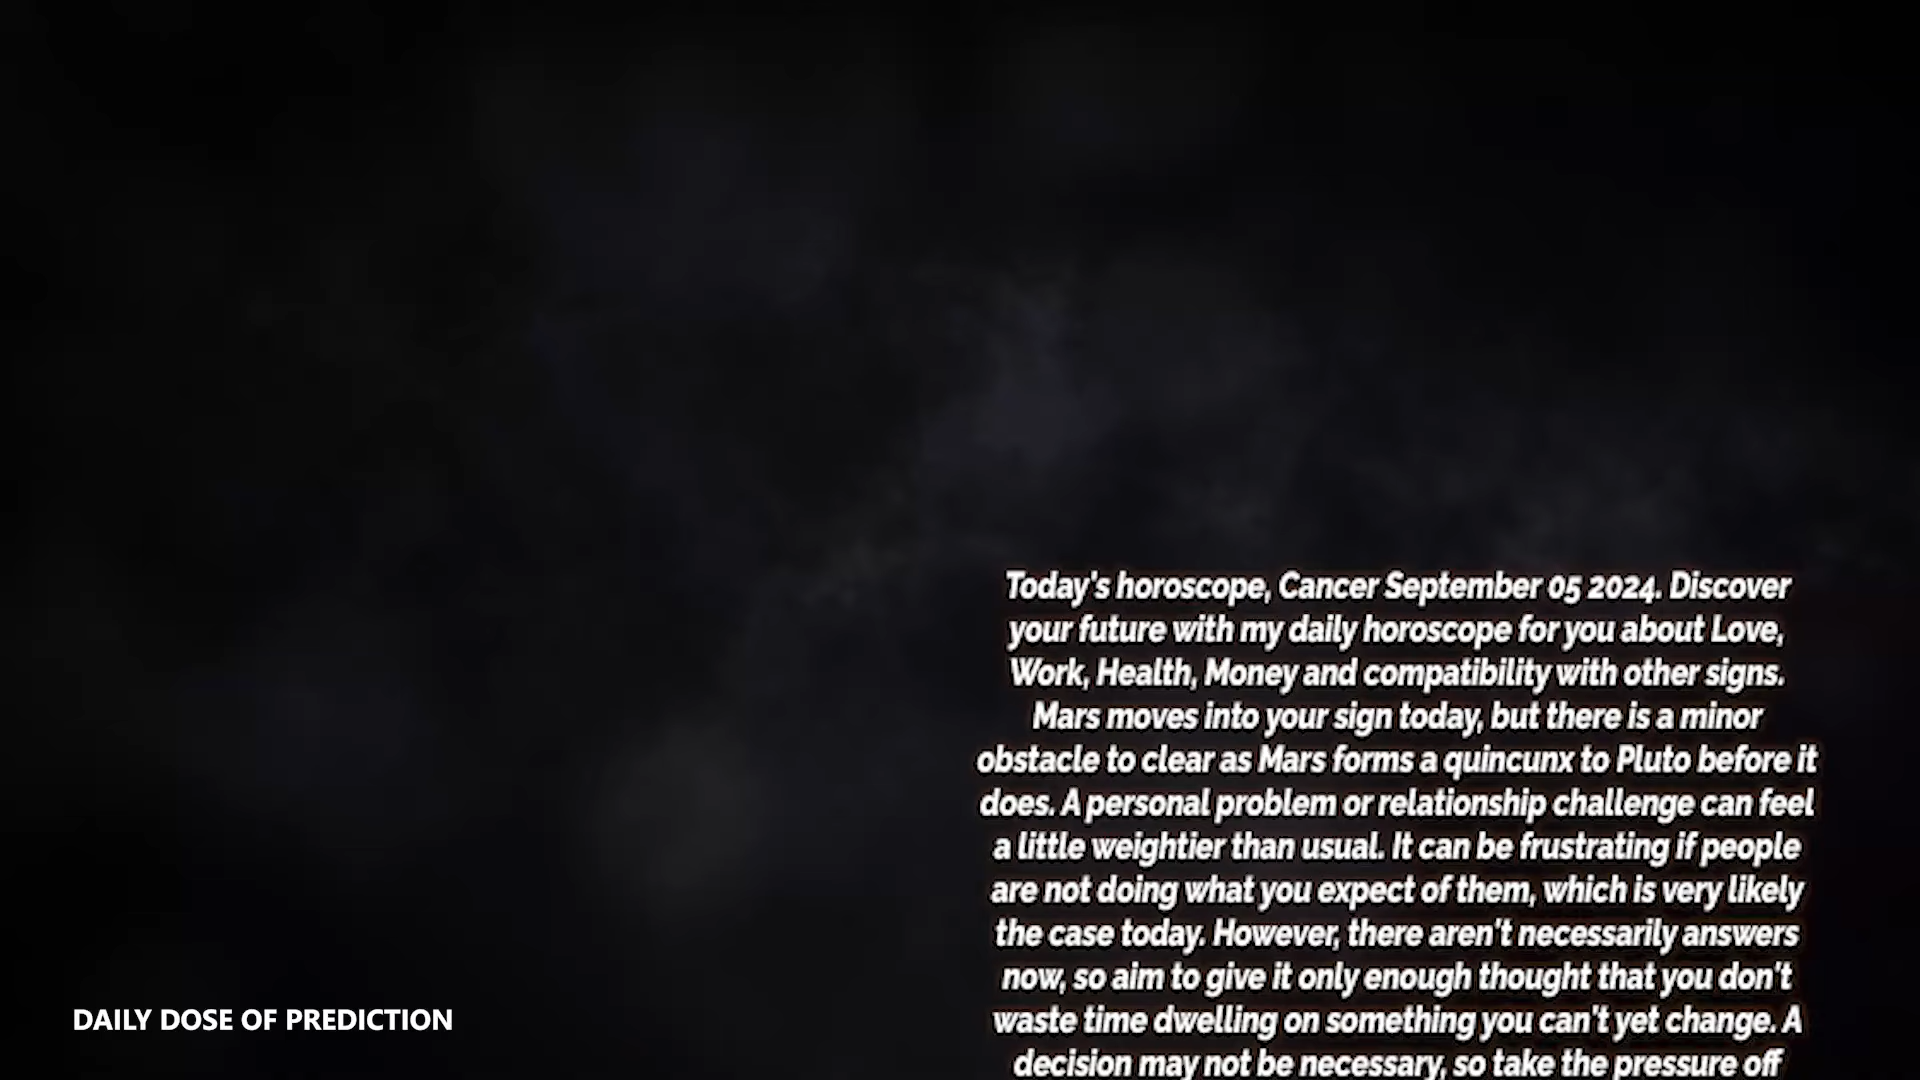 Today's horoscope, Cancer September 05 2024. Discover
your future with my daily horoscope for you about Love,
Work, Health, Money and compatibility with other signs.
Mars moves into your sign today, but there is a minor
obstacle to clear as Mars forms a quincunx to Pluto before it
does. A personal problem or relationship challenge can feel
a little weightier than usual. It can be frustrating if people
are not doing what you expect of them, which is very likely
the case today. However, there aren't necessarily answers
now, so aim to give it only enough thought that you don't
waste time dwelling on something you can't yet change. A
decision may not be necessary, so take the pressure off
DAILY DOSE OF PREDICTION